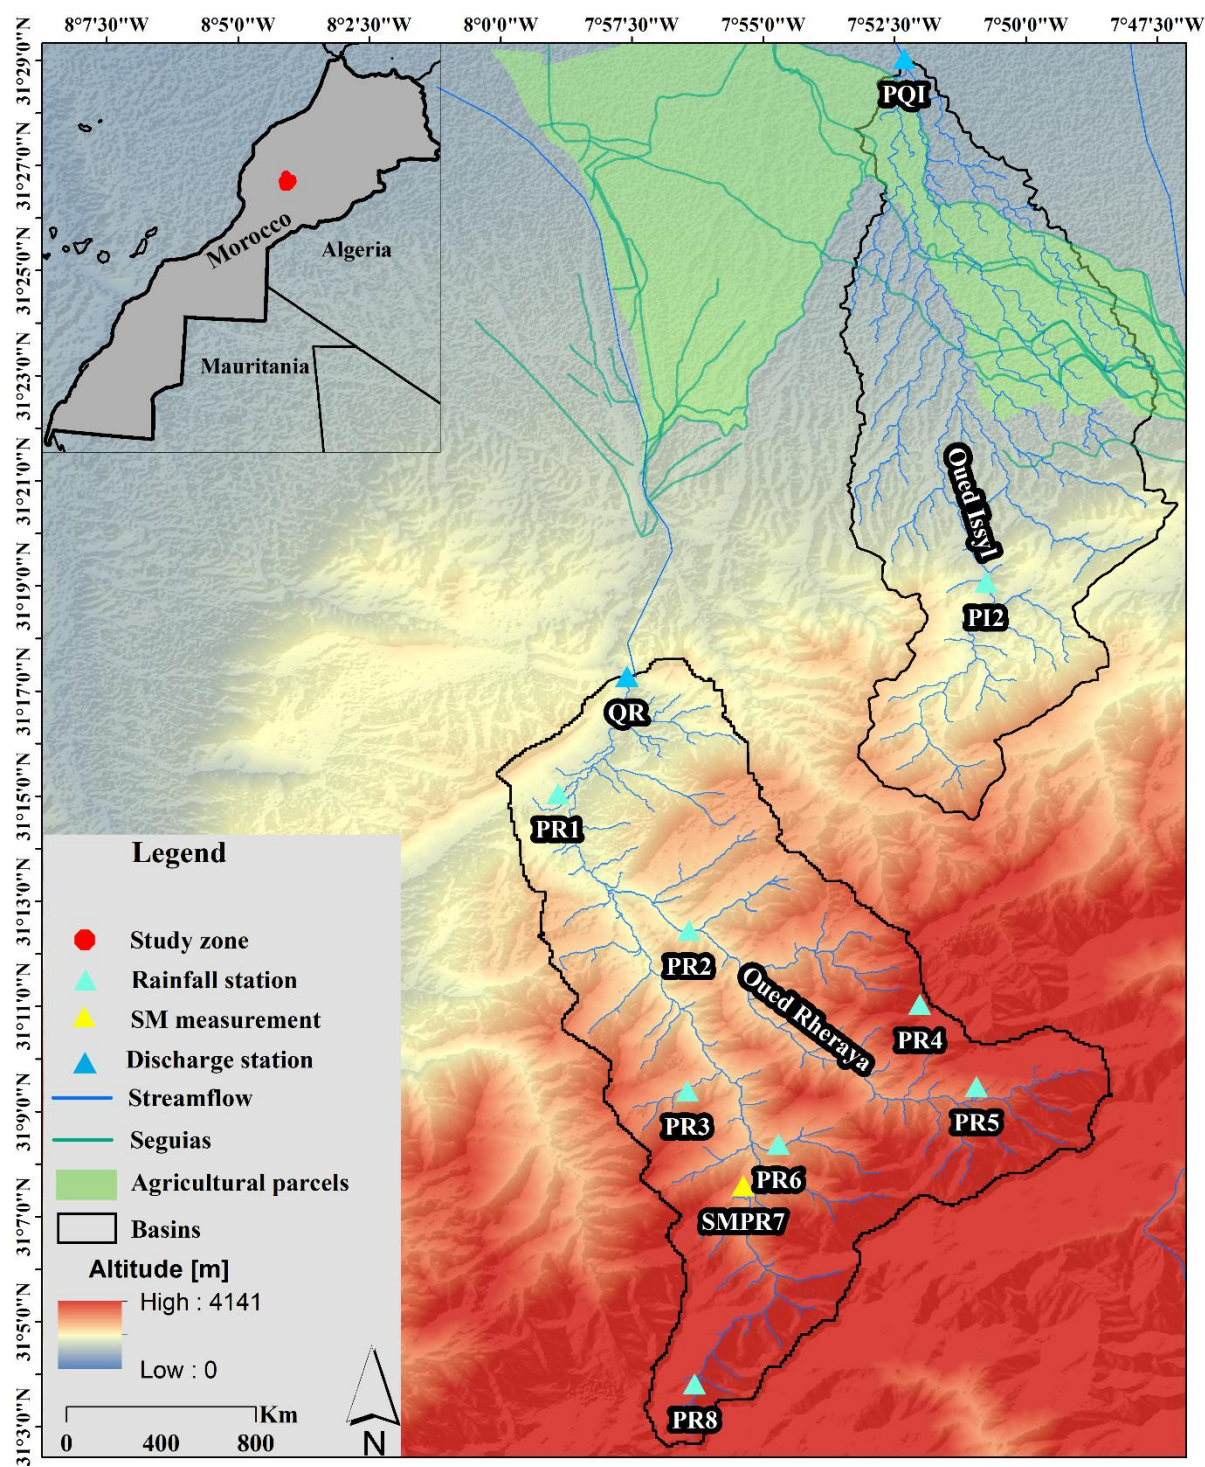 8°7'30"W 8°5'0"W 8°2'30"W 8°0'0"W 7°57'30"W 7°55'0"W 7°52'30"W 7°50'0"W 7°47'30"W
31°29'0"N
31°27'0"N
31°25'0"N
31°23'0"N
31°21'0"N
31°19'0"N
31°17'0"N
31°15'0"N
31°13'0"N
31°11'0"N
31°9'0"N
31°7'0"N
31°5'0"N
31°3'0"N
Morocco
Algeria
Mauritania
PQI
Oued Issyl
PI2
QR
PR1
PR2
Oued Rheraya
PR4
PR3
PR5
PR6
SMPR7
PR8
Legend
Study zone
Rainfall station
SM measurement
Discharge station
Streamflow
Seguias
Agricultural parcels
Basins
Altitude [m]
High : 4141
Low : 0
Km
0 400 800
N